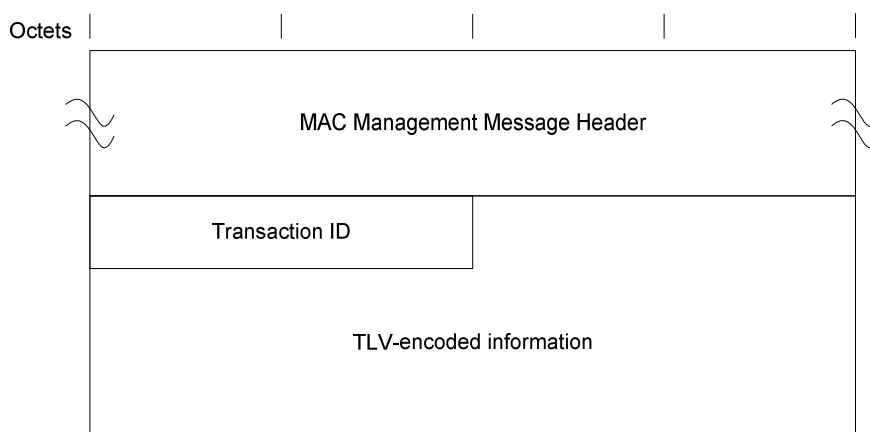 Octets
MAC Management Message Header
Transaction ID
TLV-encoded information